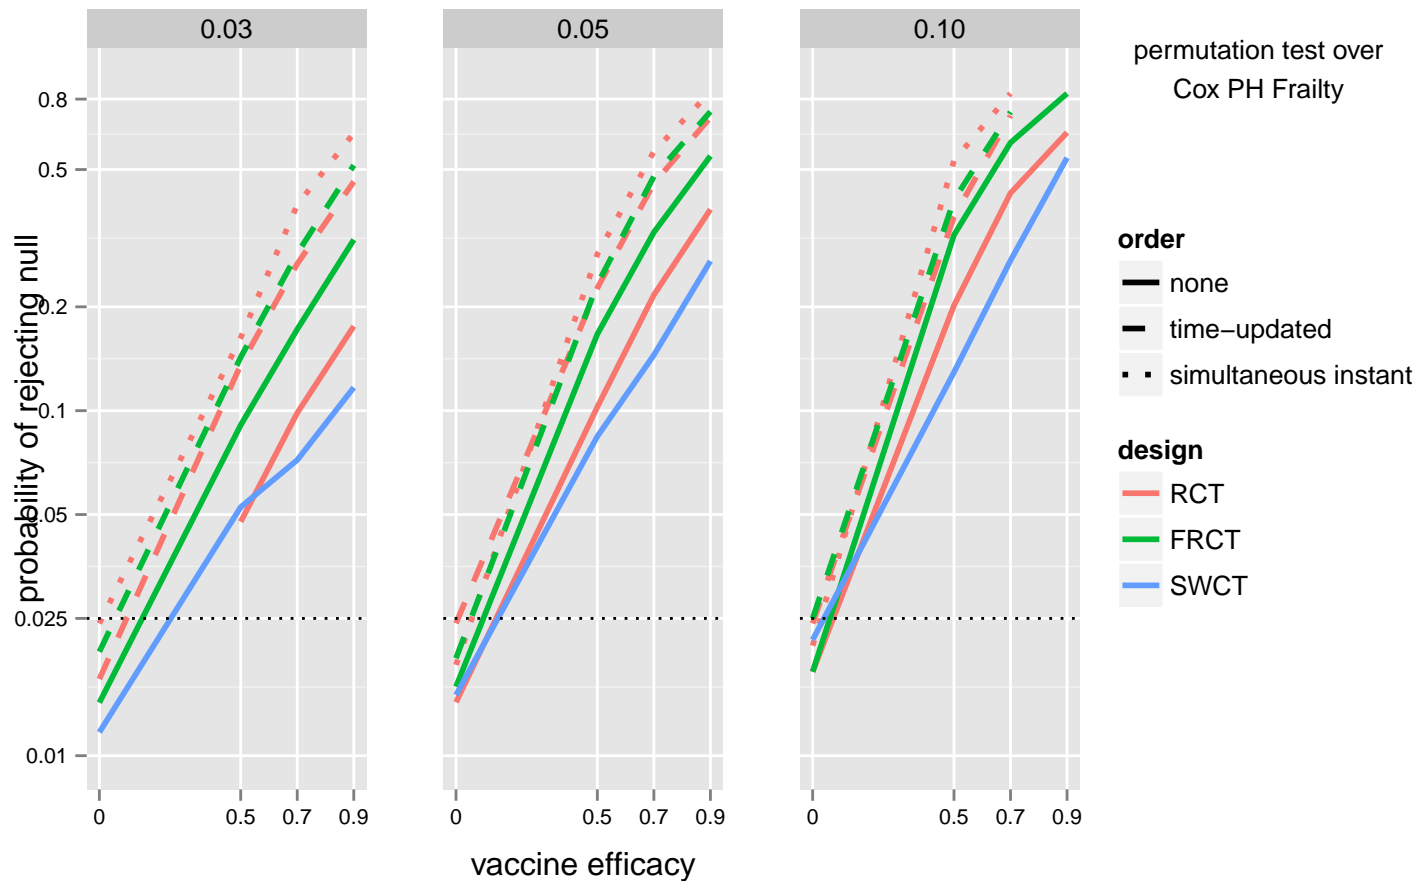 0.03
0.05
0.10
permutation test over
Cox PH Frailty
probability of rejecting null
0.8
0.5
0.2
0.1
0.05
0.025
0.01
0 0.5 0.7 0.9
0 0.5 0.7 0.9
0 0.5 0.7 0.9
vaccine efficacy
order
none
time−updated
simultaneous instant
design
RCT
FRCT
SWCT